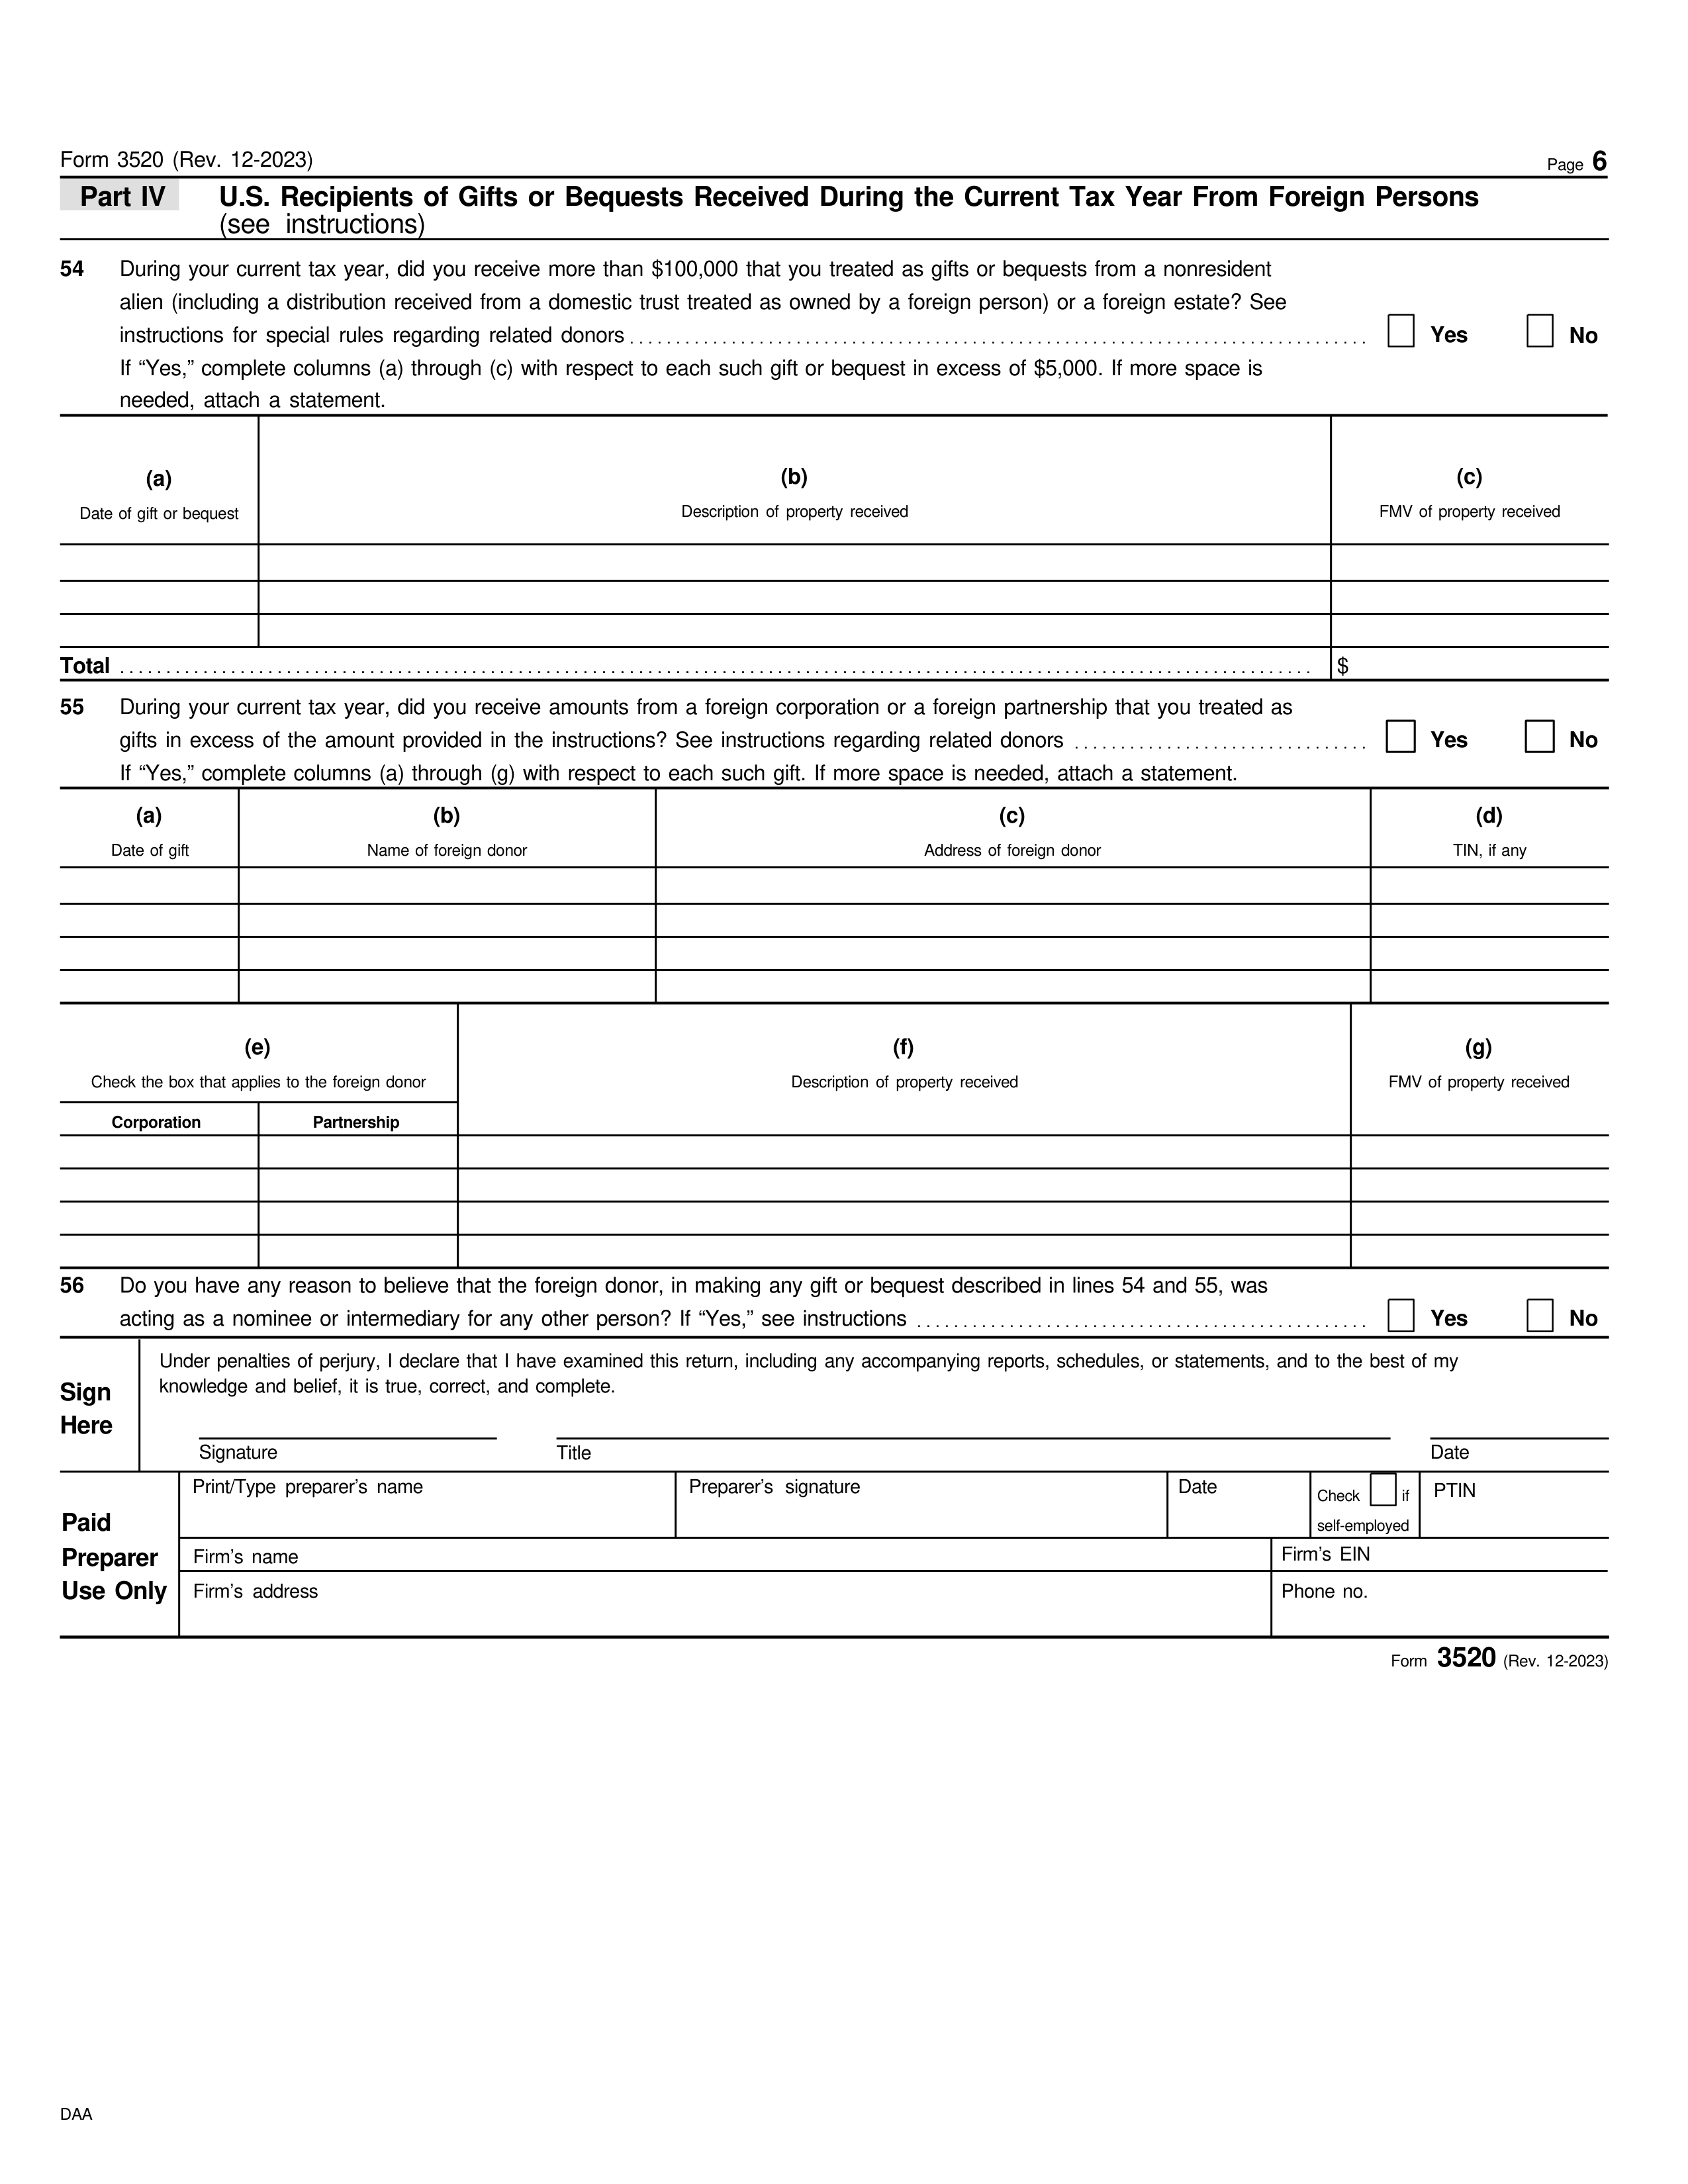 Form 3520 (Rev. 12-2023) Page 6
Part IV U.S. Recipients of Gifts or Bequests Received During the Current Tax Year From Foreign Persons
(see instructions)
54 During your current tax year, did you receive more than $100,000 that you treated as gifts or bequests from a nonresident
alien (including a distribution received from a domestic trust treated as owned by a foreign person) or a foreign estate? See
instructions for special rules regarding related donors Yes No
If “Yes,” complete columns (a) through (c) with respect to each such gift or bequest in excess of $5,000. If more space is
needed, attach a statement.
(a) (b) (c)
Date of gift or bequest Description of property received FMV of property received
Total $
55 During your current tax year, did you receive amounts from a foreign corporation or a foreign partnership that you treated as
gifts in excess of the amount provided in the instructions? See instructions regarding related donors Yes No
If “Yes,” complete columns (a) through (g) with respect to each such gift. If more space is needed, attach a statement.
(a) (b) (c) (d)
Date of gift Name of foreign donor Address of foreign donor TIN, if any
(e) (f) (g)
Check the box that applies to the foreign donor Description of property received FMV of property received
Corporation Partnership
56 Do you have any reason to believe that the foreign donor, in making any gift or bequest described in lines 54 and 55, was
acting as a nominee or intermediary for any other person? If “Yes,” see instructions Yes No
Under penalties of perjury, I declare that I have examined this return, including any accompanying reports, schedules, or statements, and to the best of my
knowledge and belief, it is true, correct, and complete.
Sign
Here
Signature Title Date
Print/Type preparer’s name Preparer’s signature Date Check if PTIN
self-employed
Paid
Preparer Firm’s name Firm’s EIN
Use Only Firm’s address Phone no.
Form 3520 (Rev. 12-2023)
DAA